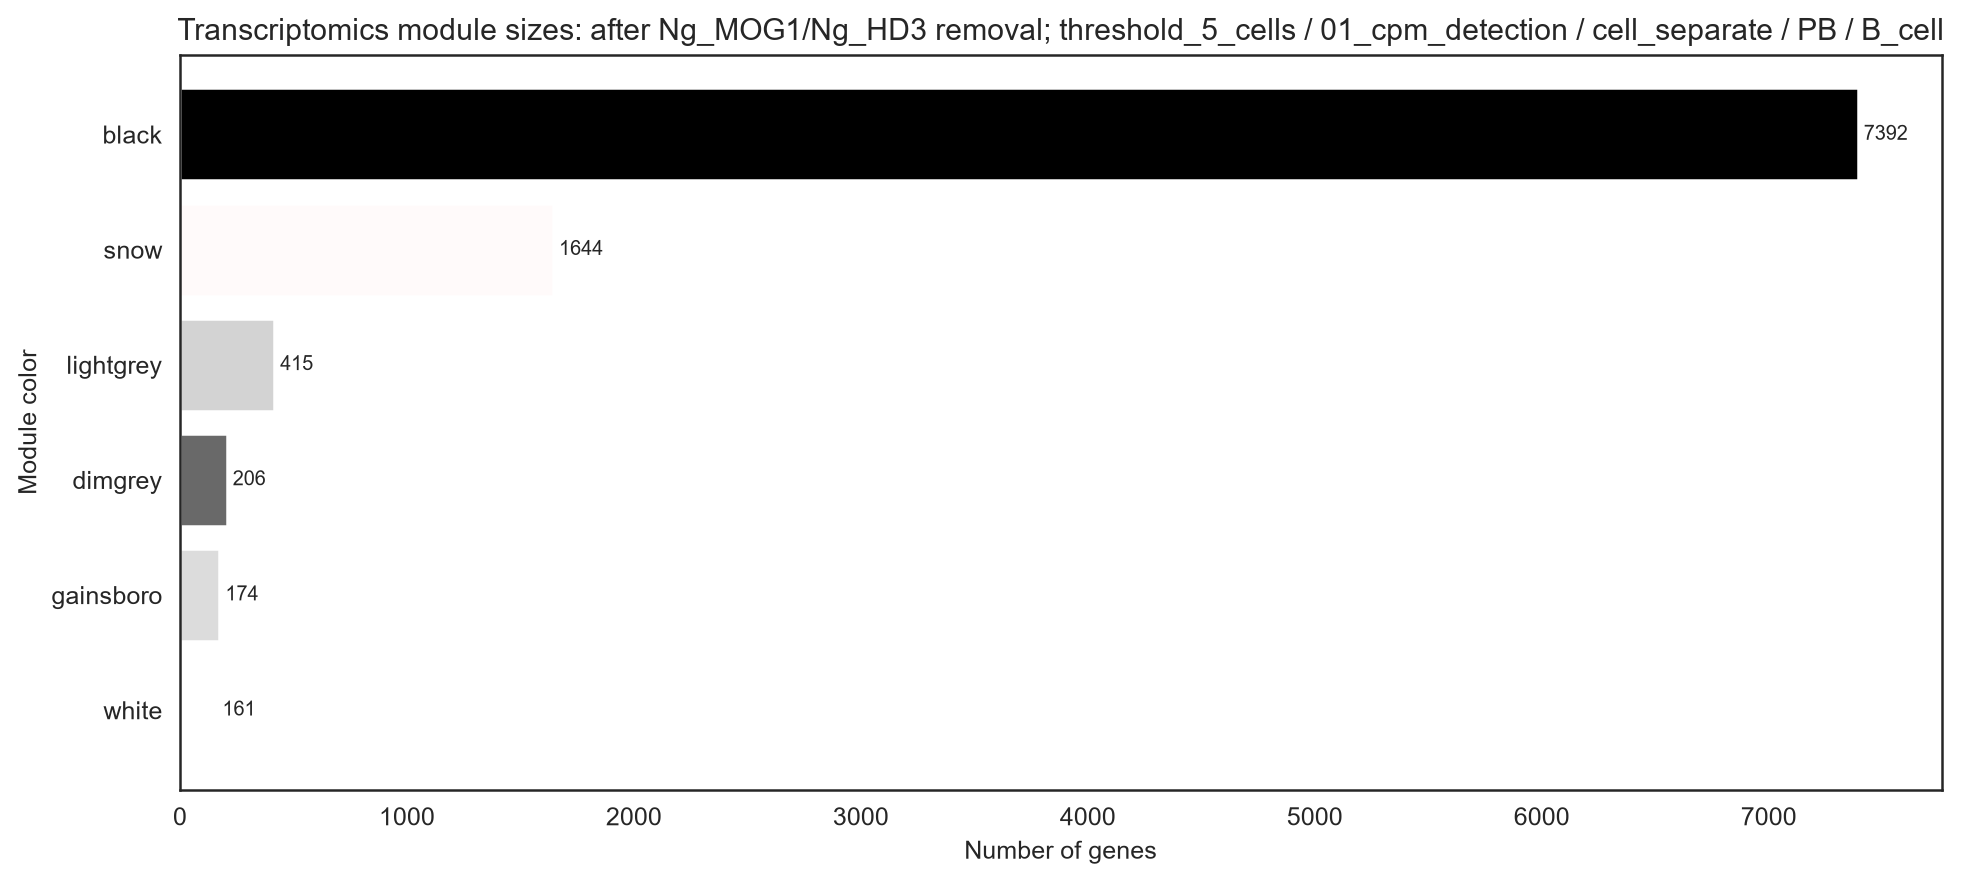 Transcriptomics module sizes: after Ng_MOG1/Ng_HD3 removal; threshold_5_cells / 01_cpm_detection / cell_separate / PB / B_cell
Module color
black
7392
snow
1644
lightgrey
415
dimgrey
206
gainsboro
174
white
161
0 1000 2000 3000 4000 5000 6000 7000
Number of genes